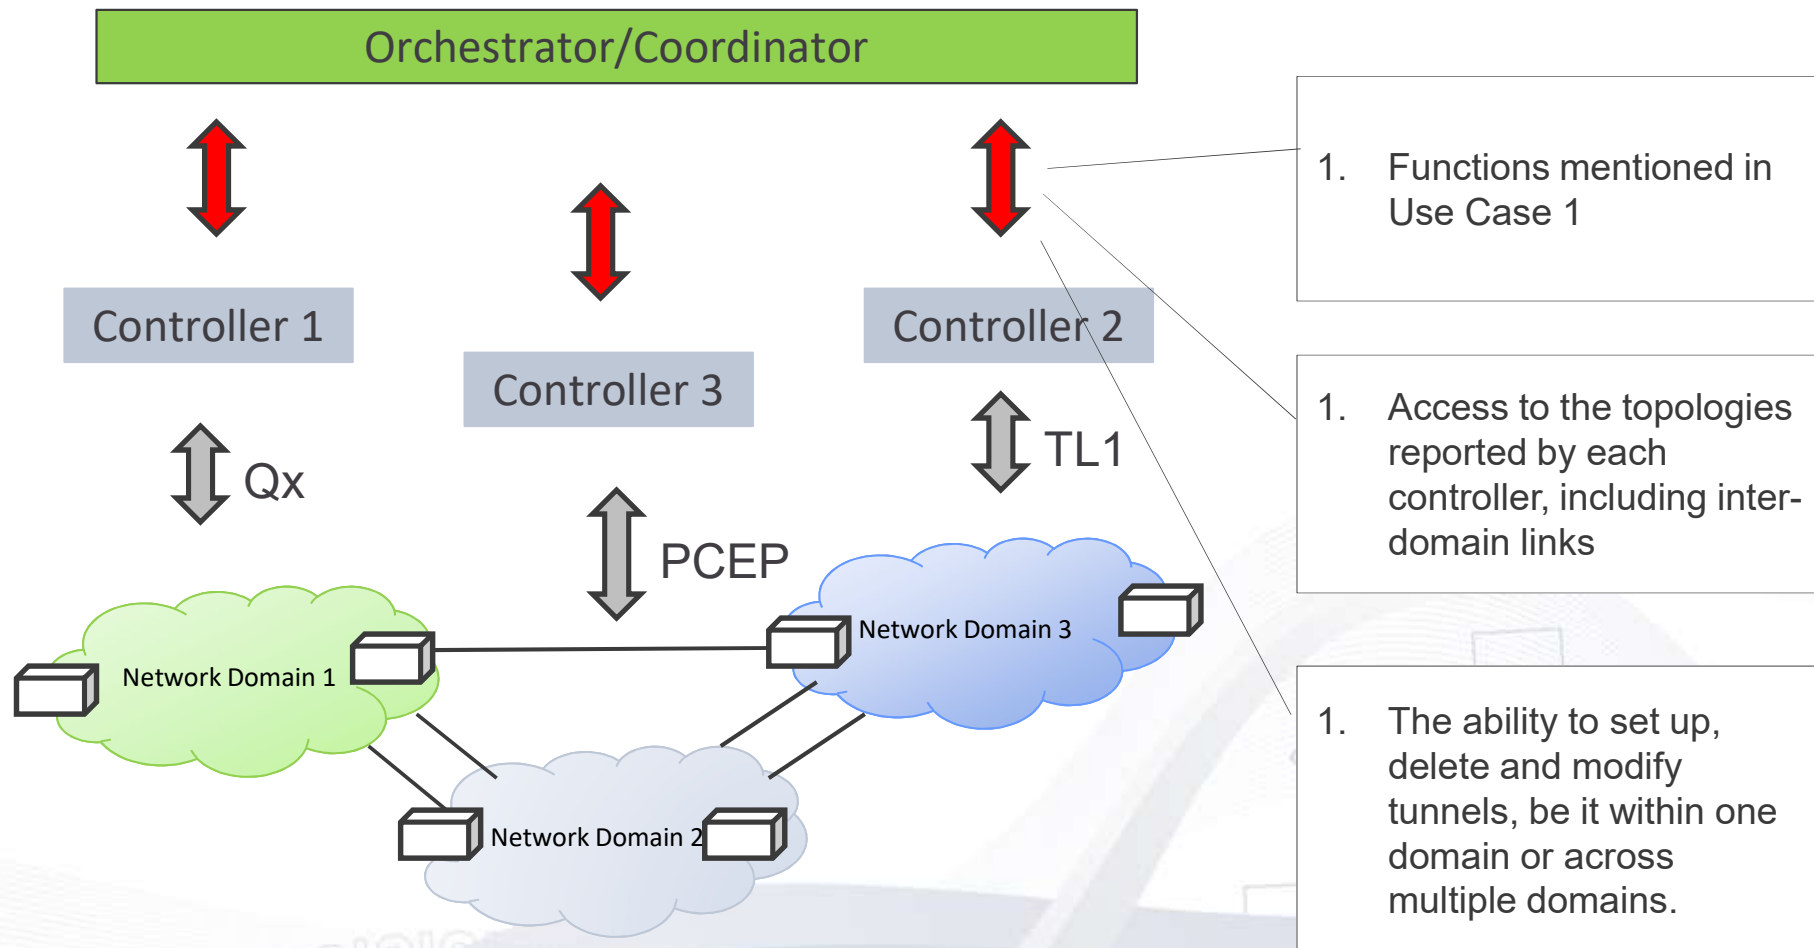 Orchestrator/Coordinator
1. Functions mentioned in
Use Case 1
Controller 1
Controller 2
Controller 3
1. Access to the topologies
reported by each
controller, including inter-
domain links
Qx
TL1
PCEP
Network Domain 3
Network Domain 1
Network Domain 2
1. The ability to set up,
delete and modify
tunnels, be it within one
domain or across
multiple domains.